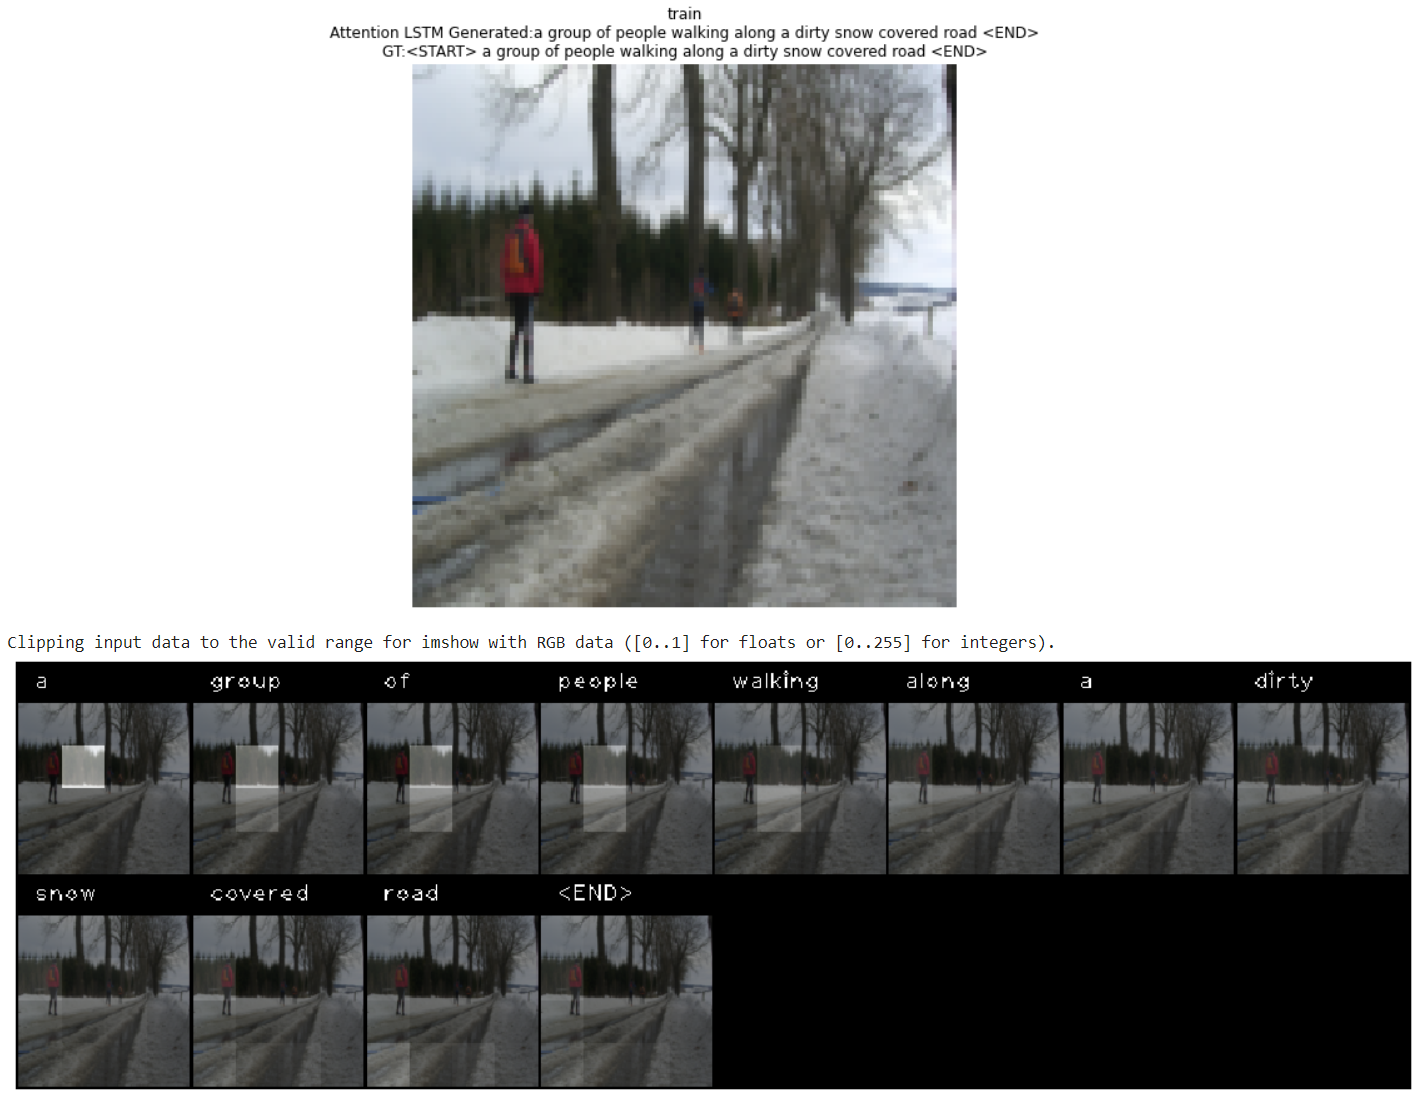 train
Attention LSTM Generated:a group of people walking along a dirty snow covered road <END>
GT:<START> a group of people walking along a dirty snow covered road <END>
Clipping input data to the valid range for imshow with RGB data ([0..1] for floats or [0..255] for integers).
a group of people walking along a dirty
snow covered road <END>